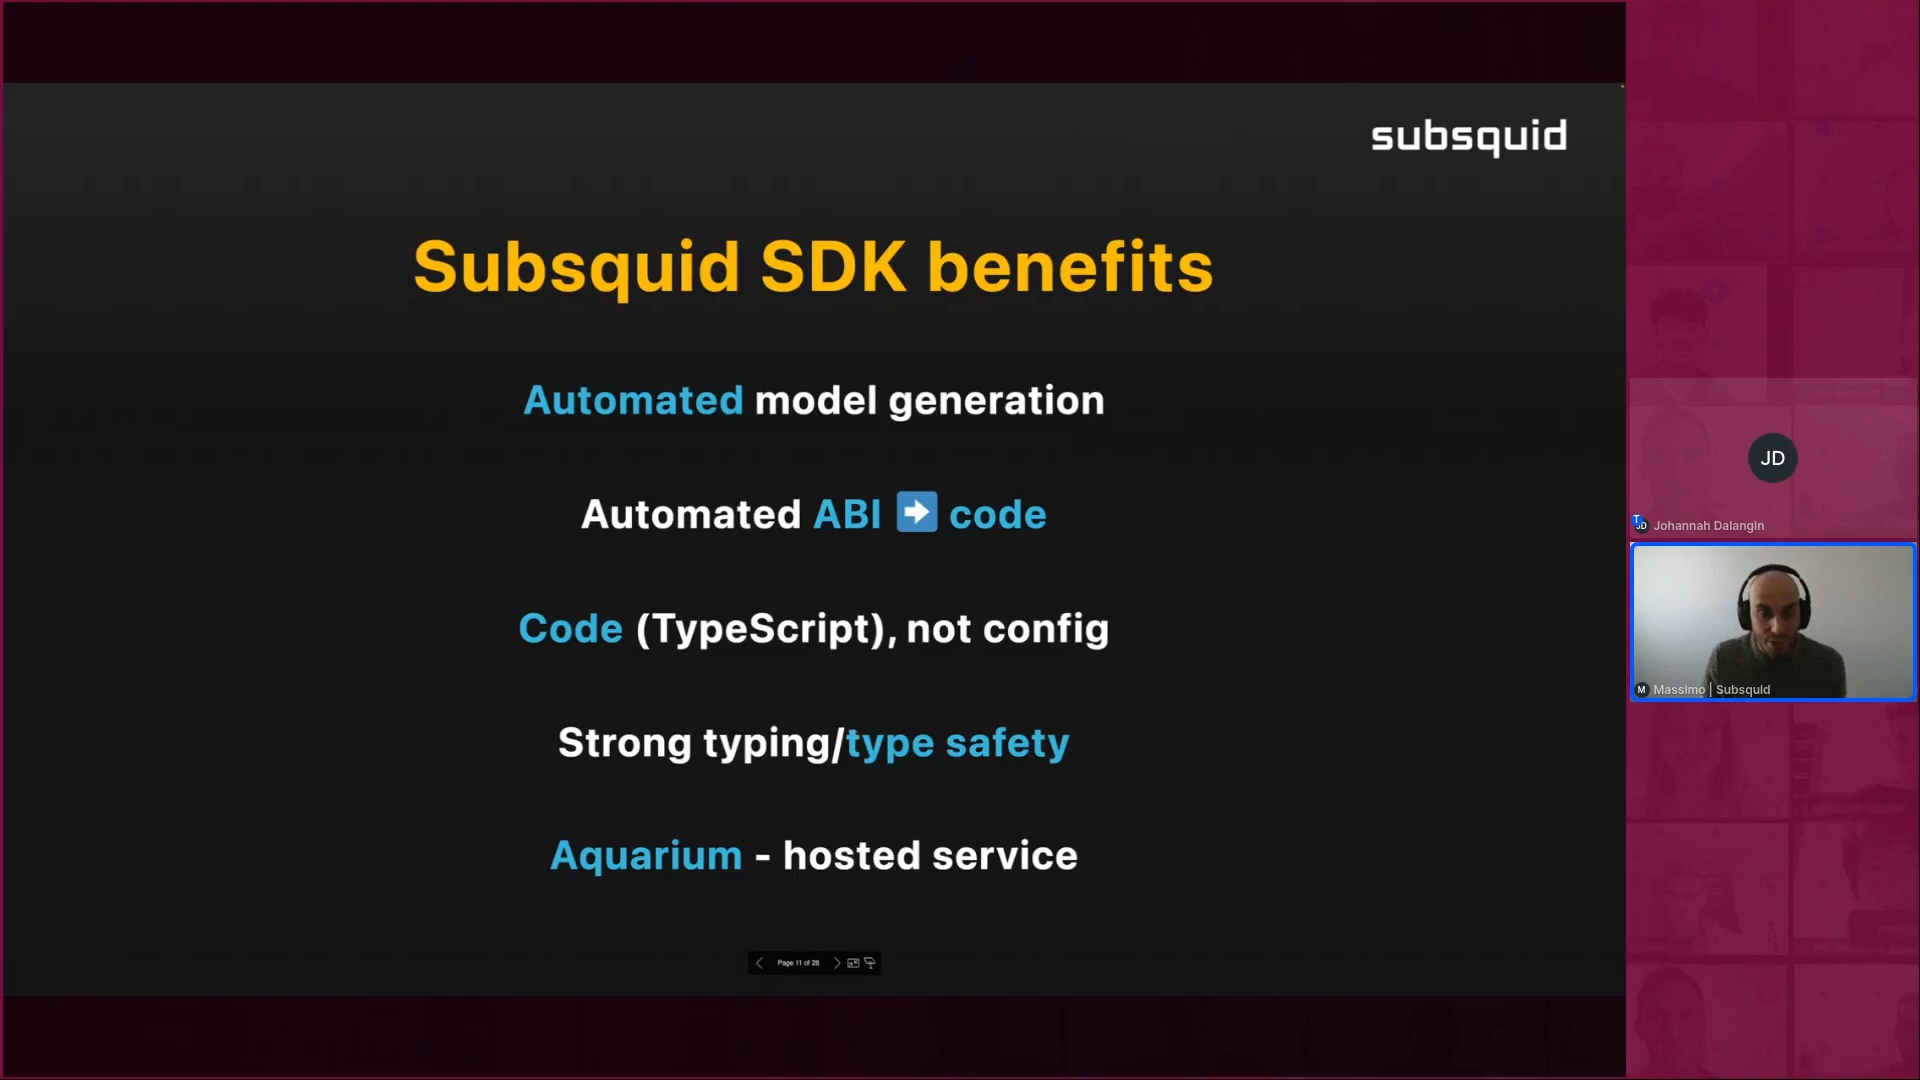 subsquid
Subsquid SDK benefits
Automated model generation
Automated ABI ➡️ code
Code (TypeScript), not config
Strong typing/type safety
Aquarium - hosted service
Page 11 of 28
JD
JD Johannah Dalangin
M Massimo | Subsquid